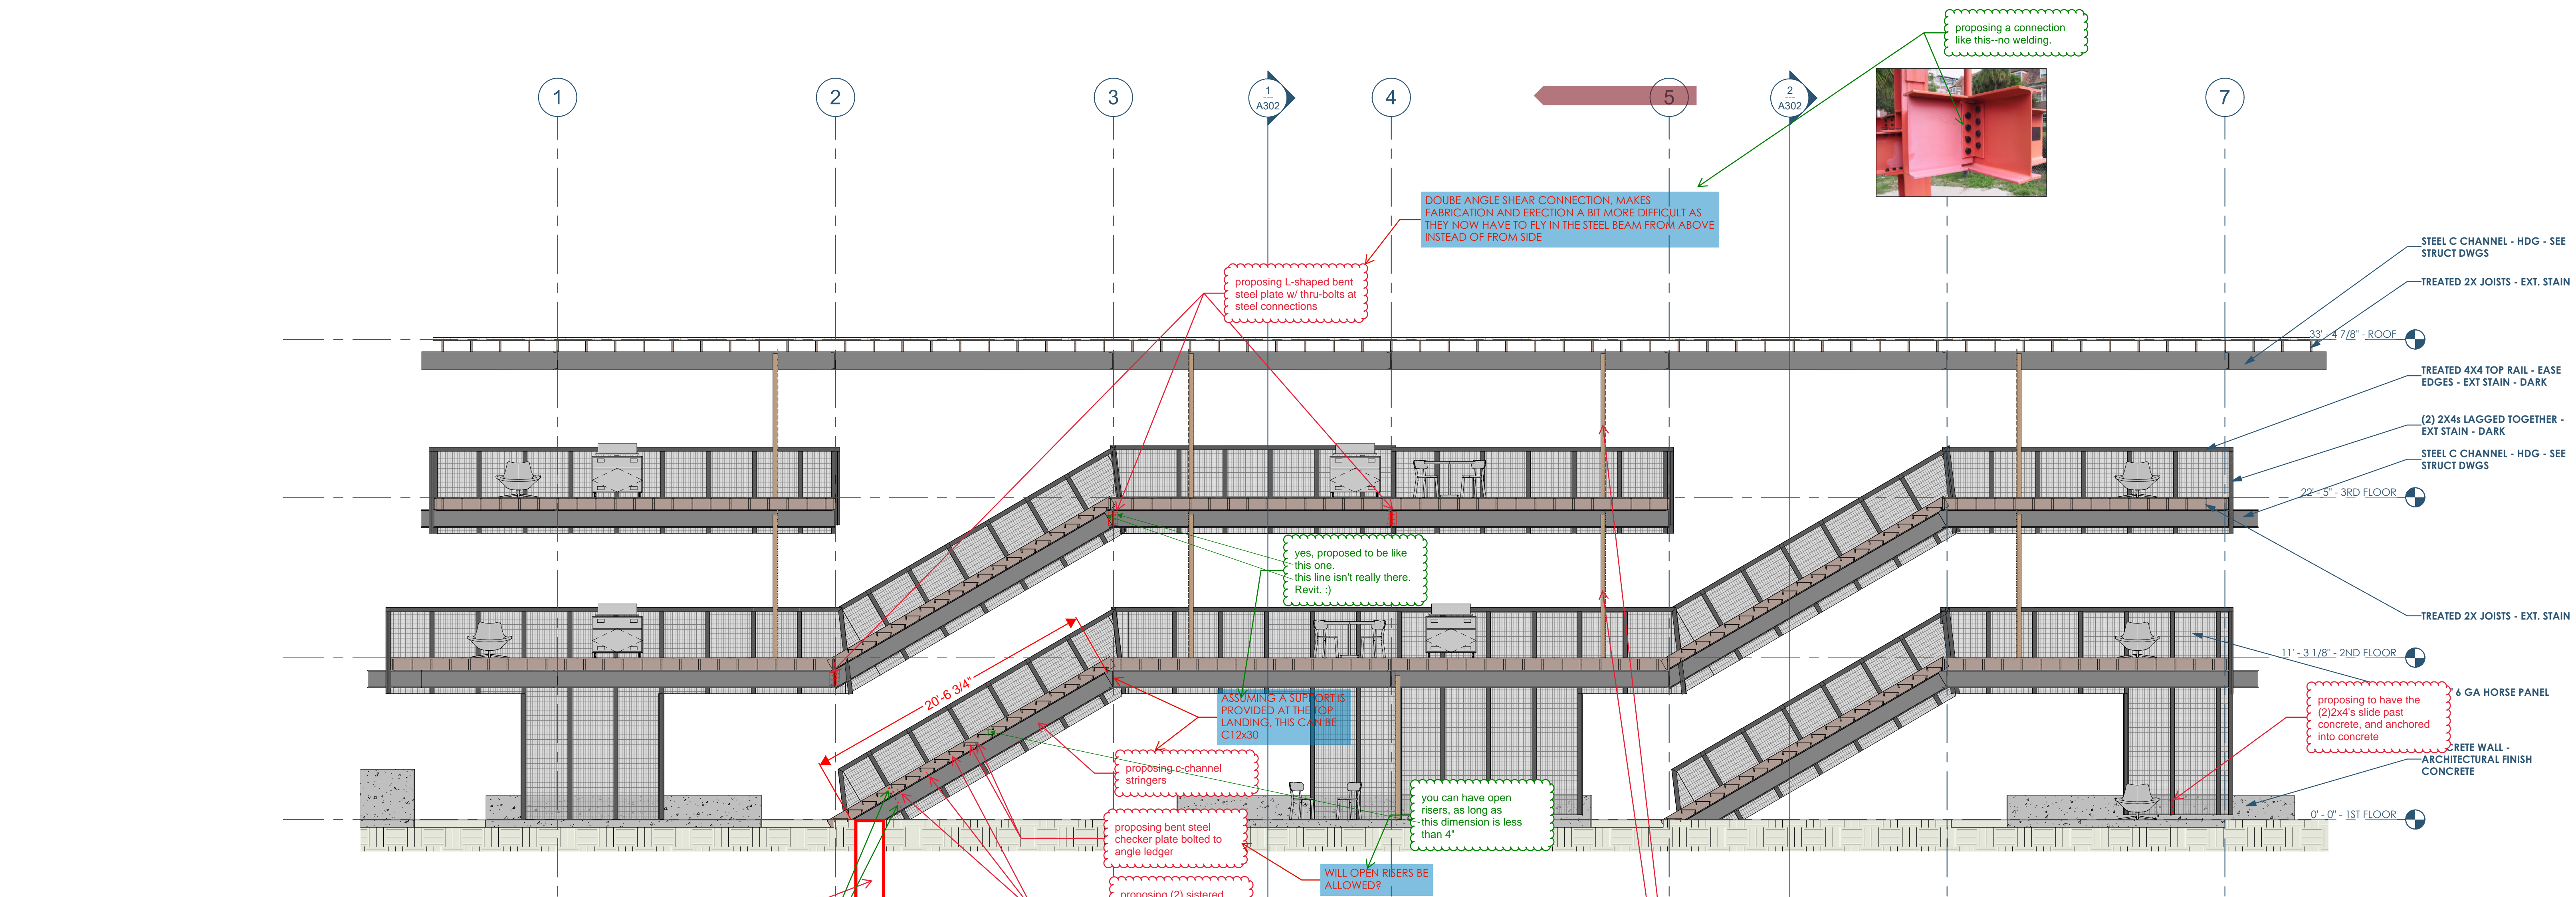 proposing a connection
like this--no welding.
1
2
3
1
---
A302
4
5
2
---
A302
7
DOUBE ANGLE SHEAR CONNECTION, MAKES
FABRICATION AND ERECTION A BIT MORE DIFFICULT AS
THEY NOW HAVE TO FLY IN THE STEEL BEAM FROM ABOVE
INSTEAD OF FROM SIDE
STEEL C CHANNEL - HDG - SEE
STRUCT DWGS
TREATED 2X JOISTS - EXT. STAIN
proposing L-shaped bent
steel plate w/ thru-bolts at
steel connections
33' - 4 7/8" - ROOF
TREATED 4X4 TOP RAIL - EASE
EDGES - EXT STAIN - DARK
(2) 2X4s LAGGED TOGETHER -
EXT STAIN - DARK
STEEL C CHANNEL - HDG - SEE
STRUCT DWGS
22' - 5" - 3RD FLOOR
yes, proposed to be like
this one.
this line isn't really there.
Revit. :)
TREATED 2X JOISTS - EXT. STAIN
11' - 3 1/8" - 2ND FLOOR
20'-6 3/4"
ASSUMING A SUPPORT IS
PROVIDED AT THE TOP
LANDING, THIS CAN BE
C12x30
6 GA HORSE PANEL
proposing to have the
(2)2x4's slide past
concrete, and anchored
into concrete
CRETE WALL -
ARCHITECTURAL FINISH
CONCRETE
proposing c-channel
stringers
you can have open
risers, as long as
this dimension is less
than 4"
0' - 0" - 1ST FLOOR
proposing bent steel
checker plate bolted to
angle ledger
WILL OPEN RISERS BE
ALLOWED?
proposing (2) sistered